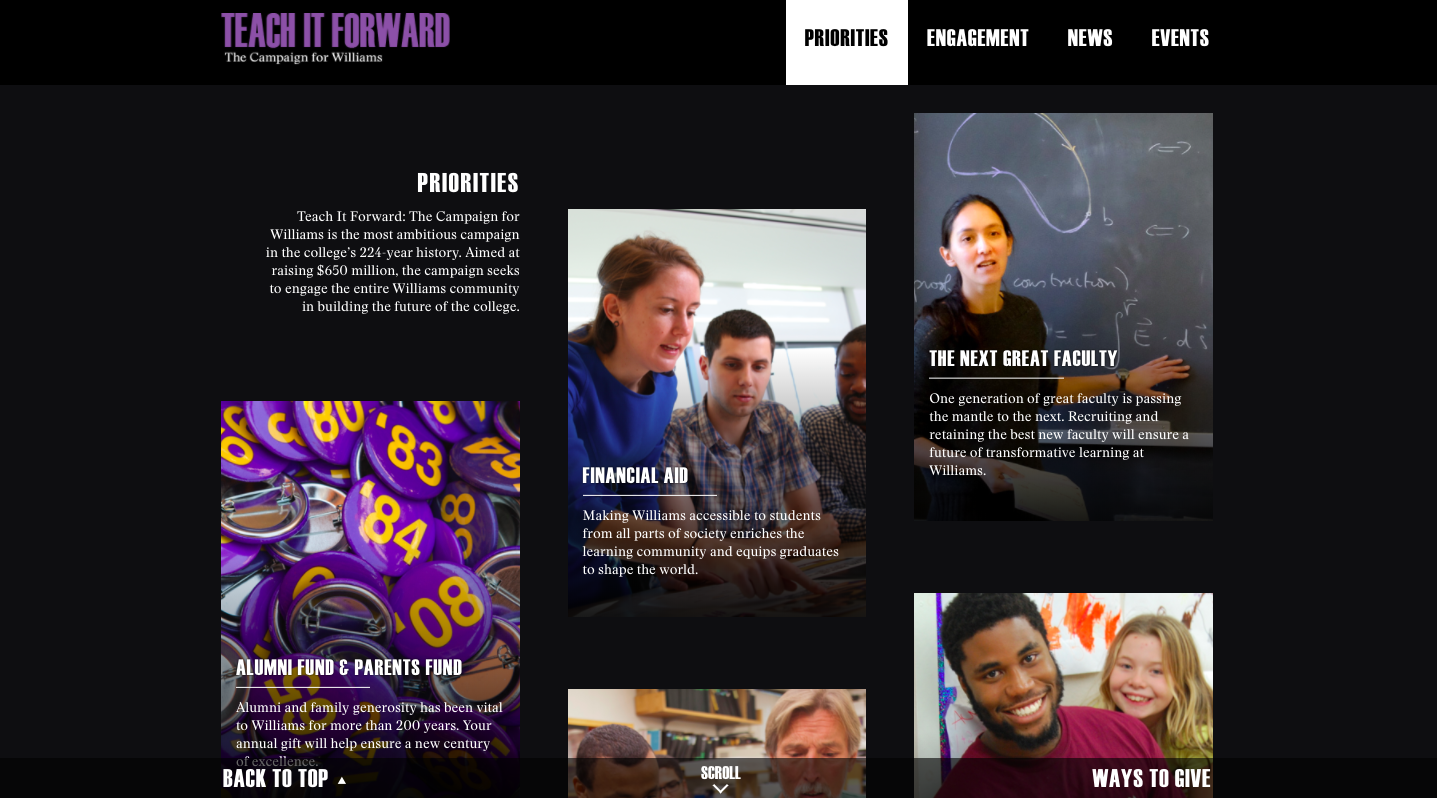 TEACH IT FORWARD
The Campaign for Williams
PRIORITIES
ENGAGEMENT
NEWS
EVENTS
PRIORITIES
Teach It Forward: The Campaign for
Williams is the most ambitious campaign
in the college's 224-year history. Aimed at
raising $650 million, the campaign seeks
to engage the entire Williams community
in building the future of the college.
'80
'83
'84
88
'08
ALUMNI FUND & PARENTS FUND
Alumni and family generosity has been vital
to Williams for more than 200 years. Your
annual gift will help ensure a new century
of excellence.
FINANCIAL AID
Making Williams accessible to students
from all parts of society enriches the
learning community and equips graduates
to shape the world.
b
construction).
THE NEXT GREAT FACULTY
One generation of great faculty is passing
the mantle to the next. Recruiting and
retaining the best new faculty will ensure a
future of transformative learning at
Williams.
BACK TO TOP
SCROLL
WAYS TO GIVE